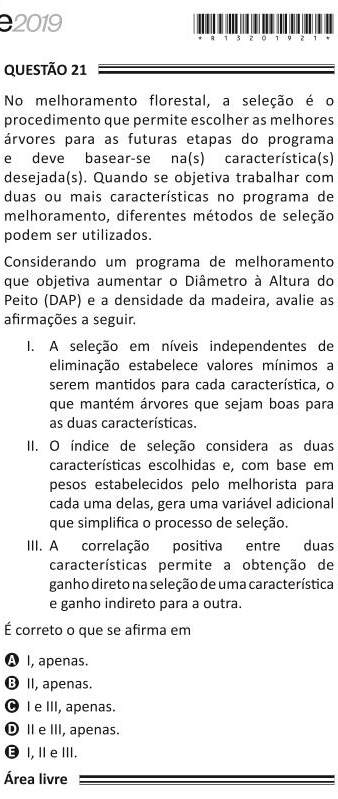 e2019
* R 1 3 2 0 1 9 2 1 *
QUESTÃO 21
No melhoramento florestal, a seleção é o
procedimento que permite escolher as melhores
árvores para as futuras etapas do programa
e deve basear-se na(s) característica(s)
desejada(s). Quando se objetiva trabalhar com
duas ou mais características no programa de
melhoramento, diferentes métodos de seleção
podem ser utilizados.
Considerando um programa de melhoramento
que objetiva aumentar o Diâmetro à Altura do
Peito (DAP) e a densidade da madeira, avalie as
afirmações a seguir.
I. A seleção em níveis independentes de
eliminação estabelece valores mínimos a
serem mantidos para cada característica, o
que mantém árvores que sejam boas para
as duas características.
II. O índice de seleção considera as duas
características escolhidas e, com base em
pesos estabelecidos pelo melhorista para
cada uma delas, gera uma variável adicional
que simplifica o processo de seleção.
III. A correlação positiva entre duas
características permite a obtenção de
ganho direto na seleção de uma característica
e ganho indireto para a outra.
É correto o que se afirma em
A I, apenas.
B II, apenas.
C I e III, apenas.
D II e III, apenas.
E I, II e III.
Área livre